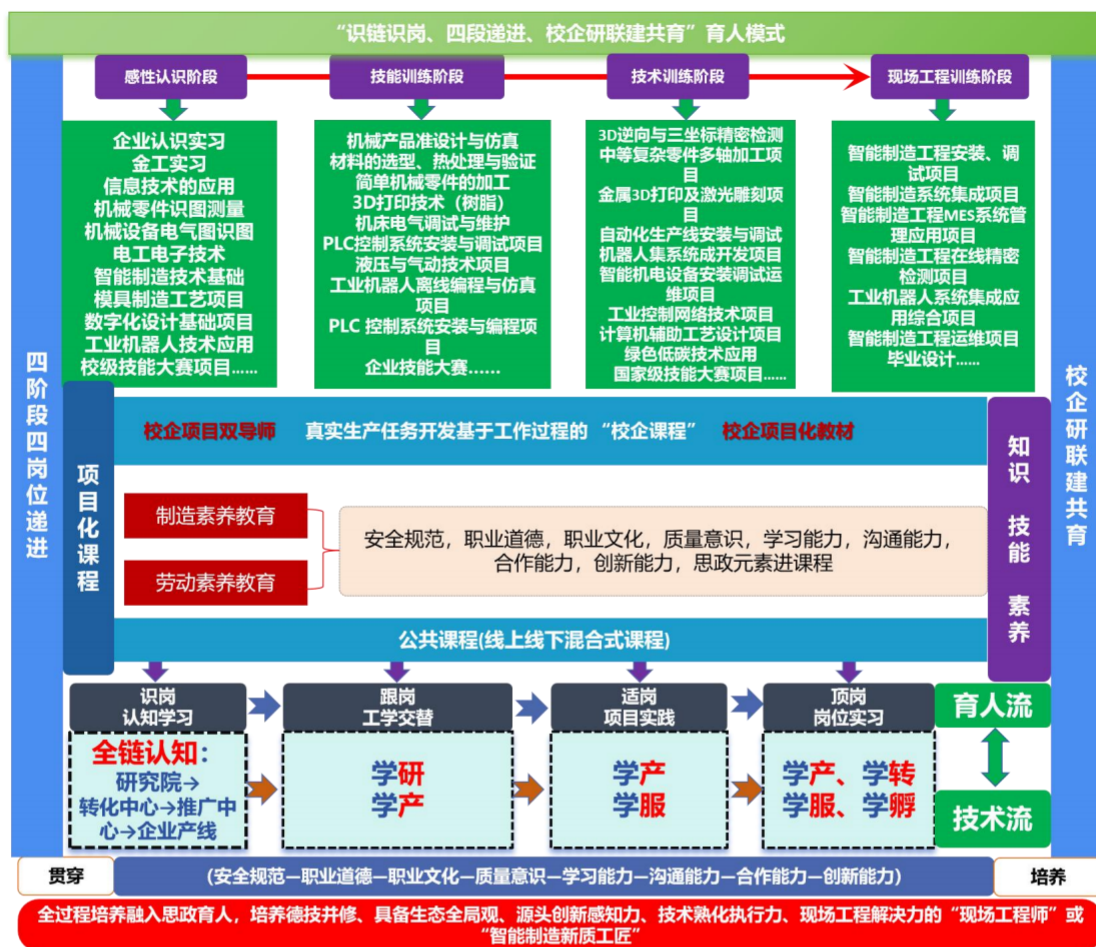 “识链识岗、四段递进、校企研联建共育”育人模式
四阶段四岗位递进
感性认识阶段
技能训练阶段
技术训练阶段
现场工程训练阶段
企业认识实习
金工实习
信息技术的应用
机械零件识图测量
机械设备电气图识图
电工电子技术
智能制造技术基础
模具制造工艺项目
数字化设计基础项目
工业机器人技术应用
校级技能大赛项目......
机械产品准设计与仿真
材料的选型、热处理与验证
简单机械零件的加工
3D打印技术（树脂）
机床电气调试与维护
PLC控制系统安装与调试项目
液压与气动技术项目
工业机器人离线编程与仿真
项目
PLC 控制系统安装与编程项
目
企业技能大赛......
3D逆向与三坐标精密检测
中等复杂零件多轴加工项
目
金属3D打印及激光雕刻项
目
自动化生产线安装与调试
机器人集系统成开发项目
智能机电设备安装调试运
维项目
工业控制网络技术项目
计算机辅助工艺设计项目
绿色低碳技术应用
国家级技能大赛项目......
智能制造工程安装、调
试项目
智能制造系统集成项目
智能制造工程MES系统管
理应用项目
智能制造工程在线精密
检测项目
工业机器人系统集成应
用综合项目
智能制造工程运维项目
毕业设计......
校企研联建共育
项目化课程
校企项目双导师 真实生产任务开发基于工作过程的“校企课程” 校企项目化教材
制造素养教育
劳动素养教育
安全规范，职业道德，职业文化，质量意识，学习能力，沟通能力，
合作能力，创新能力，思政元素进课程
公共课程(线上线下混合式课程)
知识 技能 素养
识岗
认知学习
跟岗
工学交替
适岗
项目实践
顶岗
岗位实习
育人流
全链认知：
研究院→
转化中心→推广中
心→企业产线
学研
学产
学产
学服
学产、学转
学服、学孵
技术流
贯穿
（安全规范—职业道德—职业文化—质量意识—学习能力—沟通能力—合作能力—创新能力）
培养
全过程培养融入思政育人，培养德技并修、具备生态全局观、源头创新感知力、技术熟化执行力、现场工程解决力的“现场工程师”或
“智能制造新质工匠”